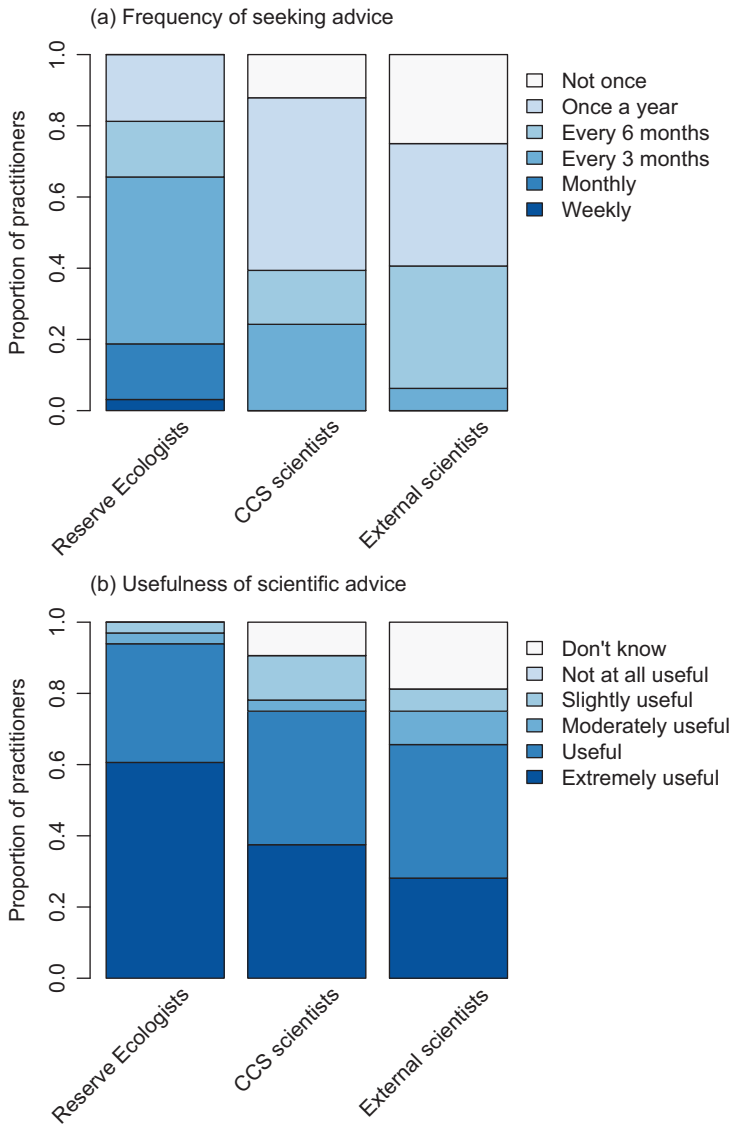 (a) Frequency of seeking advice
Proportion of practitioners
1.0
0.8
0.6
0.4
0.2
0.0
Reserve Ecologists
CCS scientists
External scientists
Not once
Once a year
Every 6 months
Every 3 months
Monthly
Weekly
(b) Usefulness of scientific advice
Proportion of practitioners
1.0
0.8
0.6
0.4
0.2
0.0
Reserve Ecologists
CCS scientists
External scientists
Don't know
Not at all useful
Slightly useful
Moderately useful
Useful
Extremely useful